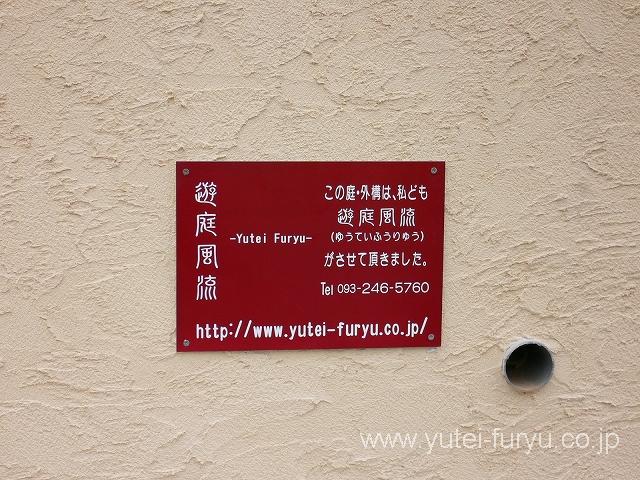 遊庭風流
-Yutei Furyu-
この庭・外構は、私ども
遊庭風流
(ゆうていふうりゅう)
がさせて頂きました。
Tel 093-246-5760
http://www.yutei-furyu.co.jp/
www.yutei-furyu.co.jp